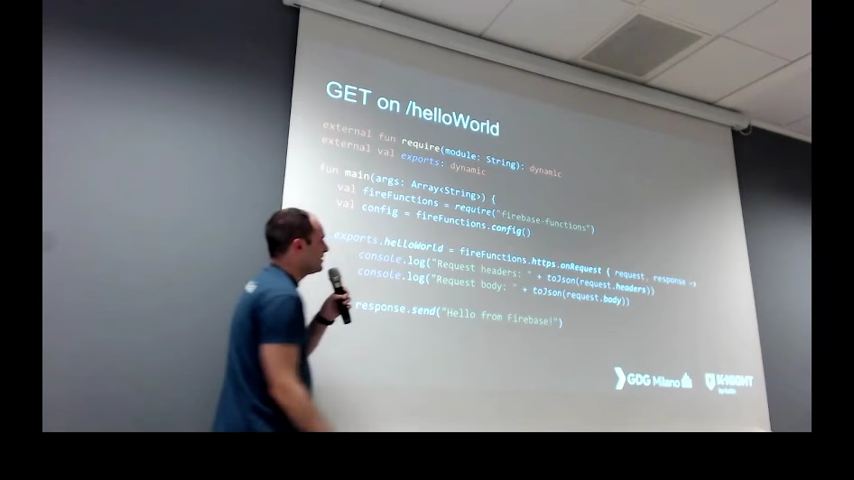 GET on /helloWorld
external fun require(module: String): dynamic
external val exports: dynamic
fun main(args: Array<String>) {
val fireFunctions = require("firebase-functions")
val config = fireFunctions.config()
exports.helloWorld = fireFunctions.https.onRequest { request, response ->
console.log("Request headers: " + toJson(request.headers))
console.log("Request body: " + toJson(request.body))
response.send("Hello from Firebase!")
GDG Milano